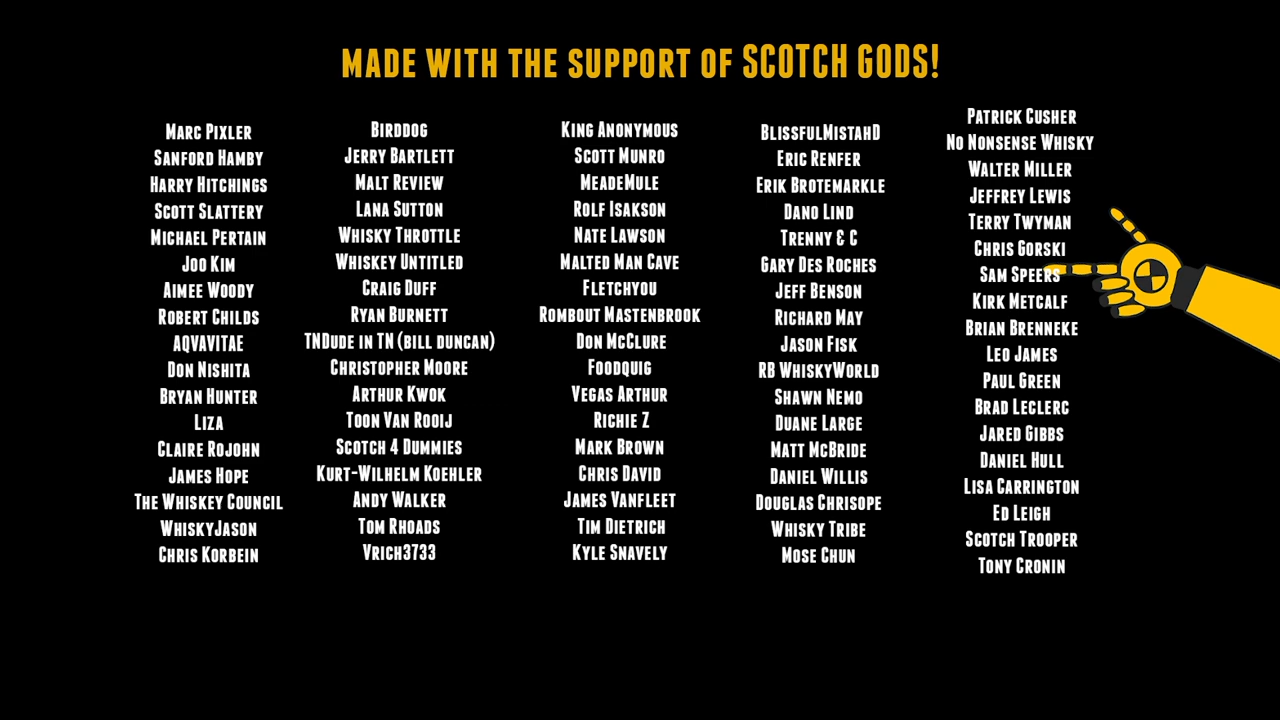 MADE WITH THE SUPPORT OF SCOTCH GODS!
Marc Pixler
Sanford Hamby
Harry Hitchings
Scott Slattery
Michael Pertain
Joo Kim
Aimee Woody
Robert Childs
AQVAVITAE
Don Nishita
Bryan Hunter
Liza
Claire Rojohn
James Hope
The Whiskey Council
WhiskyJason
Chris Korbein
Birddog
Jerry Bartlett
Malt Review
Lana Sutton
Whisky Throttle
Whiskey Untitled
Craig Duff
Ryan Burnett
TNDude in TN (bill duncan)
Christopher Moore
Arthur Kwok
Toon Van Rooij
Scotch 4 Dummies
Kurt-Wilhelm Koehler
Andy Walker
Tom Rhoads
Vrich3733
King Anonymous
Scott Munro
MeadeMule
Rolf Isakson
Nate Lawson
Malted Man Cave
Fletchyou
Rombout Mastenbrook
Don McClure
Foodquig
Vegas Arthur
Richie Z
Mark Brown
Chris David
James Vanfleet
Tim Dietrich
Kyle Snavely
BlissfulMistahD
Eric Renfer
Erik Brotemarkle
Dano Lind
Trenny & C
Gary Des Roches
Jeff Benson
Richard May
Jason Fisk
RB WhiskyWorld
Shawn Nemo
Duane Large
Matt McBride
Daniel Willis
Douglas Chrisope
Whisky Tribe
Mose Chun
Patrick Cusher
No Nonsense Whisky
Walter Miller
Jeffrey Lewis
Terry Twyman
Chris Gorski
Sam Speers
Kirk Metcalf
Brian Brenneke
Leo James
Paul Green
Brad Leclerc
Jared Gibbs
Daniel Hull
Lisa Carrington
Ed Leigh
Scotch Trooper
Tony Cronin